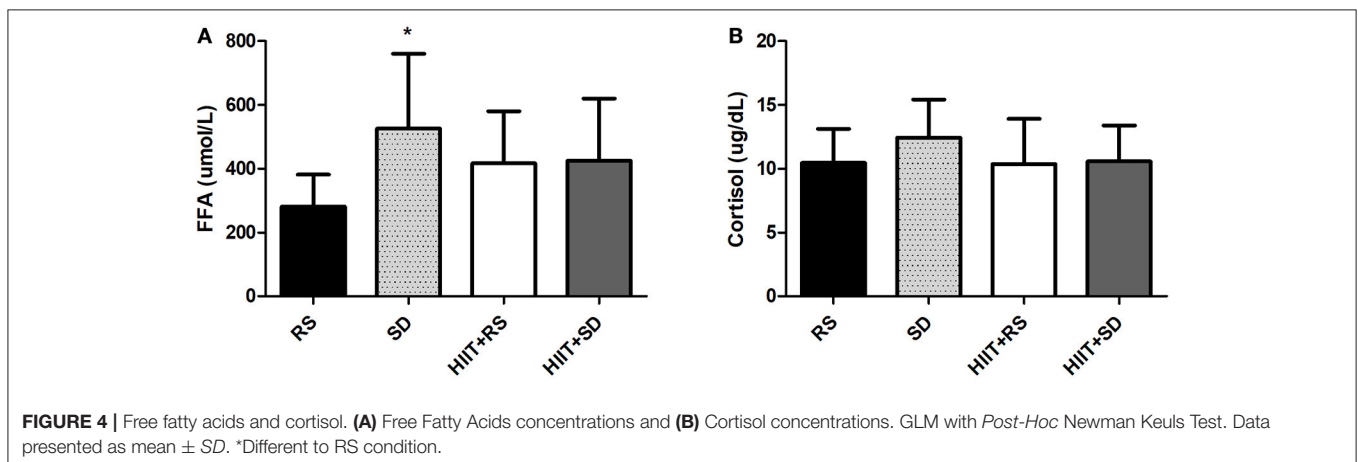 A
*
800
600
400
200
0
FFA (umol/L)
RS
SD
HIIT+RS
HIIT+SD
B
20
15
10
5
0
Cortisol (ug/dL)
RS
SD
HIIT+RS
HIIT+SD
FIGURE 4 | Free fatty acids and cortisol. (A) Free Fatty Acids concentrations and (B) Cortisol concentrations. GLM with Post-Hoc Newman Keuls Test. Data
presented as mean ± SD. *Different to RS condition.